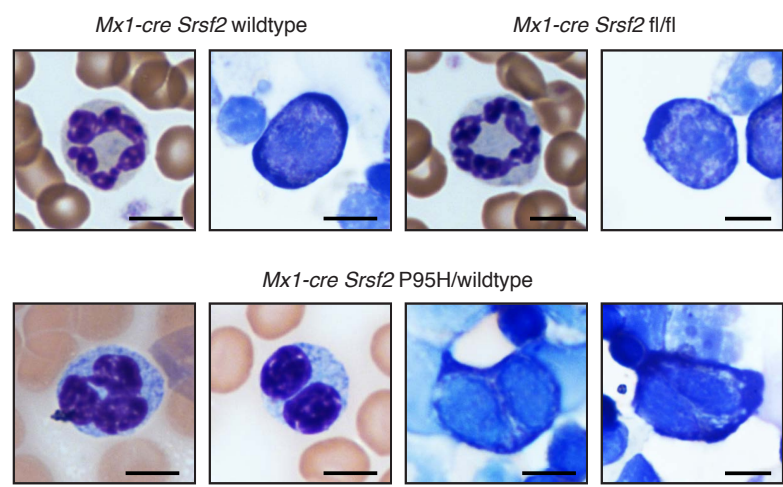 Mx1-cre Srsf2 wildtype
Mx1-cre Srsf2 fl/fl
Mx1-cre Srsf2 P95H/wildtype